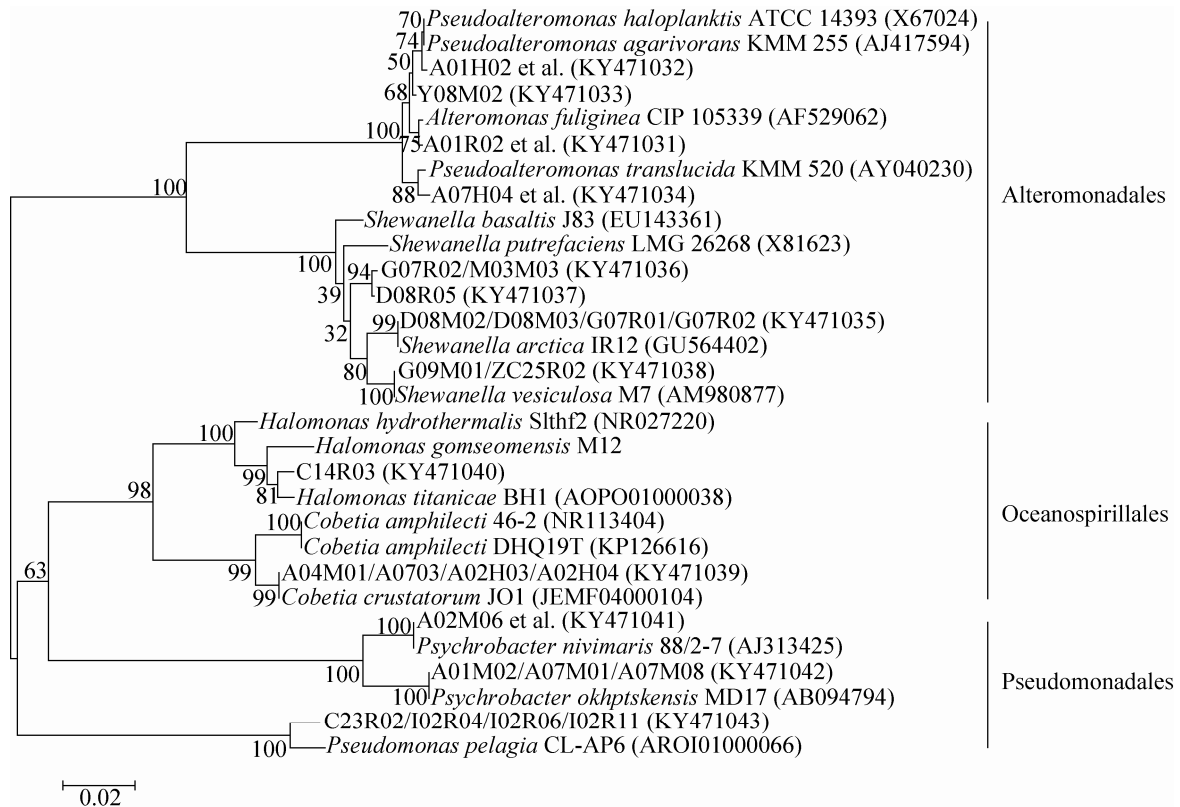 70 Pseudoalteromonas haloplanktis ATCC 14393 (X67024)
74 Pseudoalteromonas agarivorans KMM 255 (AJ417594)
50
A01H02 et al. (KY471032)
68 Y08M02 (KY471033)
Alteromonas fuliginea CIP 105339 (AF529062)
100
75 A01R02 et al. (KY471031)
Pseudoalteromonas translucida KMM 520 (AY040230)
100
88 A07H04 et al. (KY471034)
Alteromonadales
Shewanella basaltis J83 (EU143361)
Shewanella putrefaciens LMG 26268 (X81623)
100
94 G07R02/M03M03 (KY471036)
39 D08R05 (KY471037)
99 D08M02/D08M03/G07R01/G07R02 (KY471035)
32
Shewanella arctica IR12 (GU564402)
80 G09M01/ZC25R02 (KY471038)
100 Shewanella vesiculosa M7 (AM980877)
Halomonas hydrothermalis Slthf2 (NR027220)
100
Halomonas gomseomensis M12
99 C14R03 (KY471040)
98
81 Halomonas titanicae BH1 (AOPO01000038)
Oceanospirillales
100 Cobetia amphilecti 46-2 (NR113404)
Cobetia amphilecti DHQ19T (KP126616)
63
99 A04M01/A0703/A02H03/A02H04 (KY471039)
99 Cobetia crustatorum JO1 (JEMF04000104)
100 A02M06 et al. (KY471041)
Psychrobacter nivimaris 88/2-7 (AJ313425)
100 A01M02/A07M01/A07M08 (KY471042)
Pseudomonadales
100 Psychrobacter okhptskensis MD17 (AB094794)
C23R02/I02R04/I02R06/I02R11 (KY471043)
100 Pseudomonas pelagia CL-AP6 (AROI01000066)
0.02